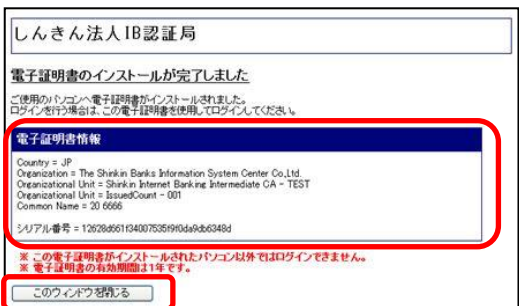 しんきん法人IB認証局
電子証明書のインストールが完了しました
ご使用のパソコンへ電子証明書がインストールされました。
ログインを行う場合は、この電子証明書を使用してログインしてください。
電子証明書情報
Country = JP
Organization = The Shinkin Banks Information System Center Co.,Ltd.
Organizational Unit = Shinkin Internet Banking Intermediate CA - TEST
Organizational Unit = IssuedCount - 001
Common Name = 20 6666
シリアル番号 = 12628d661f34007535f9f0da9db6348d
※ この電子証明書がインストールされたパソコン以外ではログインできません。
※ 電子証明書の有効期間は1年です。
このウィンドウを閉じる